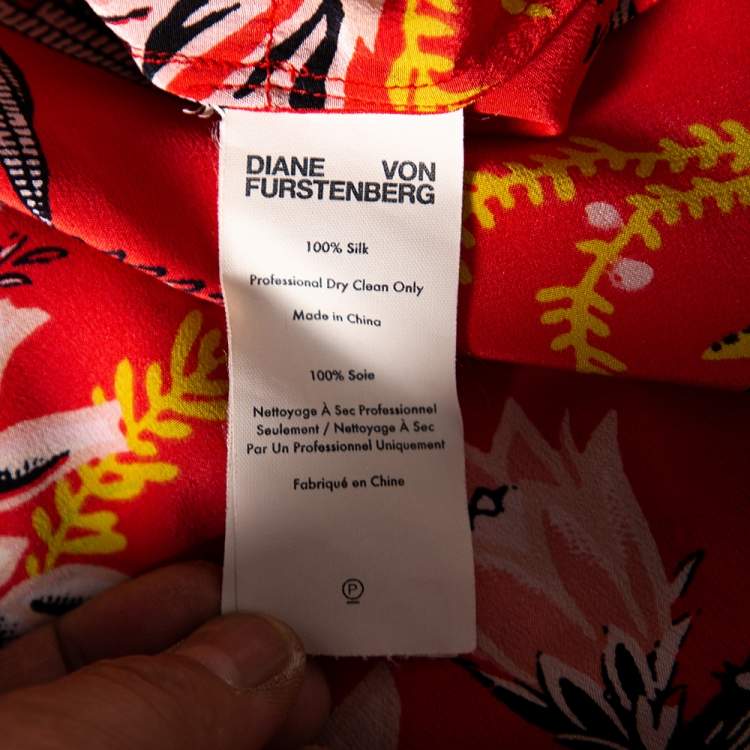 DIANE VON
FURSTENBERG
100% Silk
Professional Dry Clean Only
Made in China
100% Soie
Nettoyage À Sec Professionnel
Seulement / Nettoyage À Sec
Par Un Professionnel Uniquement
Fabriqué en Chine
P